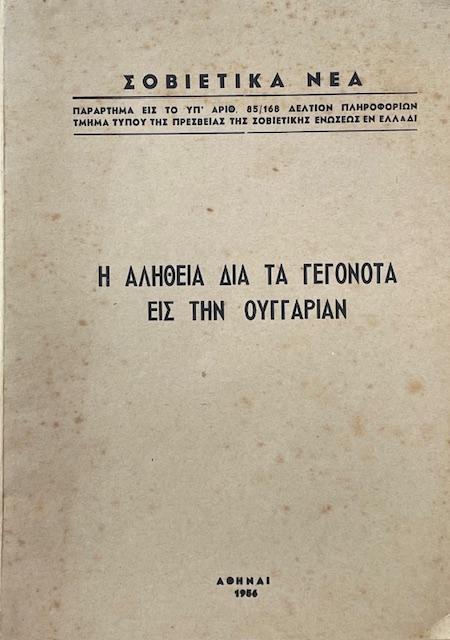 ΣΟΒΙΕΤΙΚΑ ΝΕΑ
ΠΑΡΑΡΤΗΜΑ ΕΙΣ ΤΟ ΥΠ' ΑΡΙΘ. 85/168 ΔΕΛΤΙΟΝ ΠΛΗΡΟΦΟΡΙΩΝ
ΤΜΗΜΑ ΤΥΠΟΥ ΤΗΣ ΠΡΕΣΒΕΙΑΣ ΤΗΣ ΣΟΒΙΕΤΙΚΗΣ ΕΝΩΣΕΩΣ ΕΝ ΕΛΛΑΔΙ
Η ΑΛΗΘΕΙΑ ΔΙΑ ΤΑ ΓΕΓΟΝΟΤΑ
ΕΙΣ ΤΗΝ ΟΥΓΓΑΡΙΑΝ
ΑΘΗΝΑΙ
1956